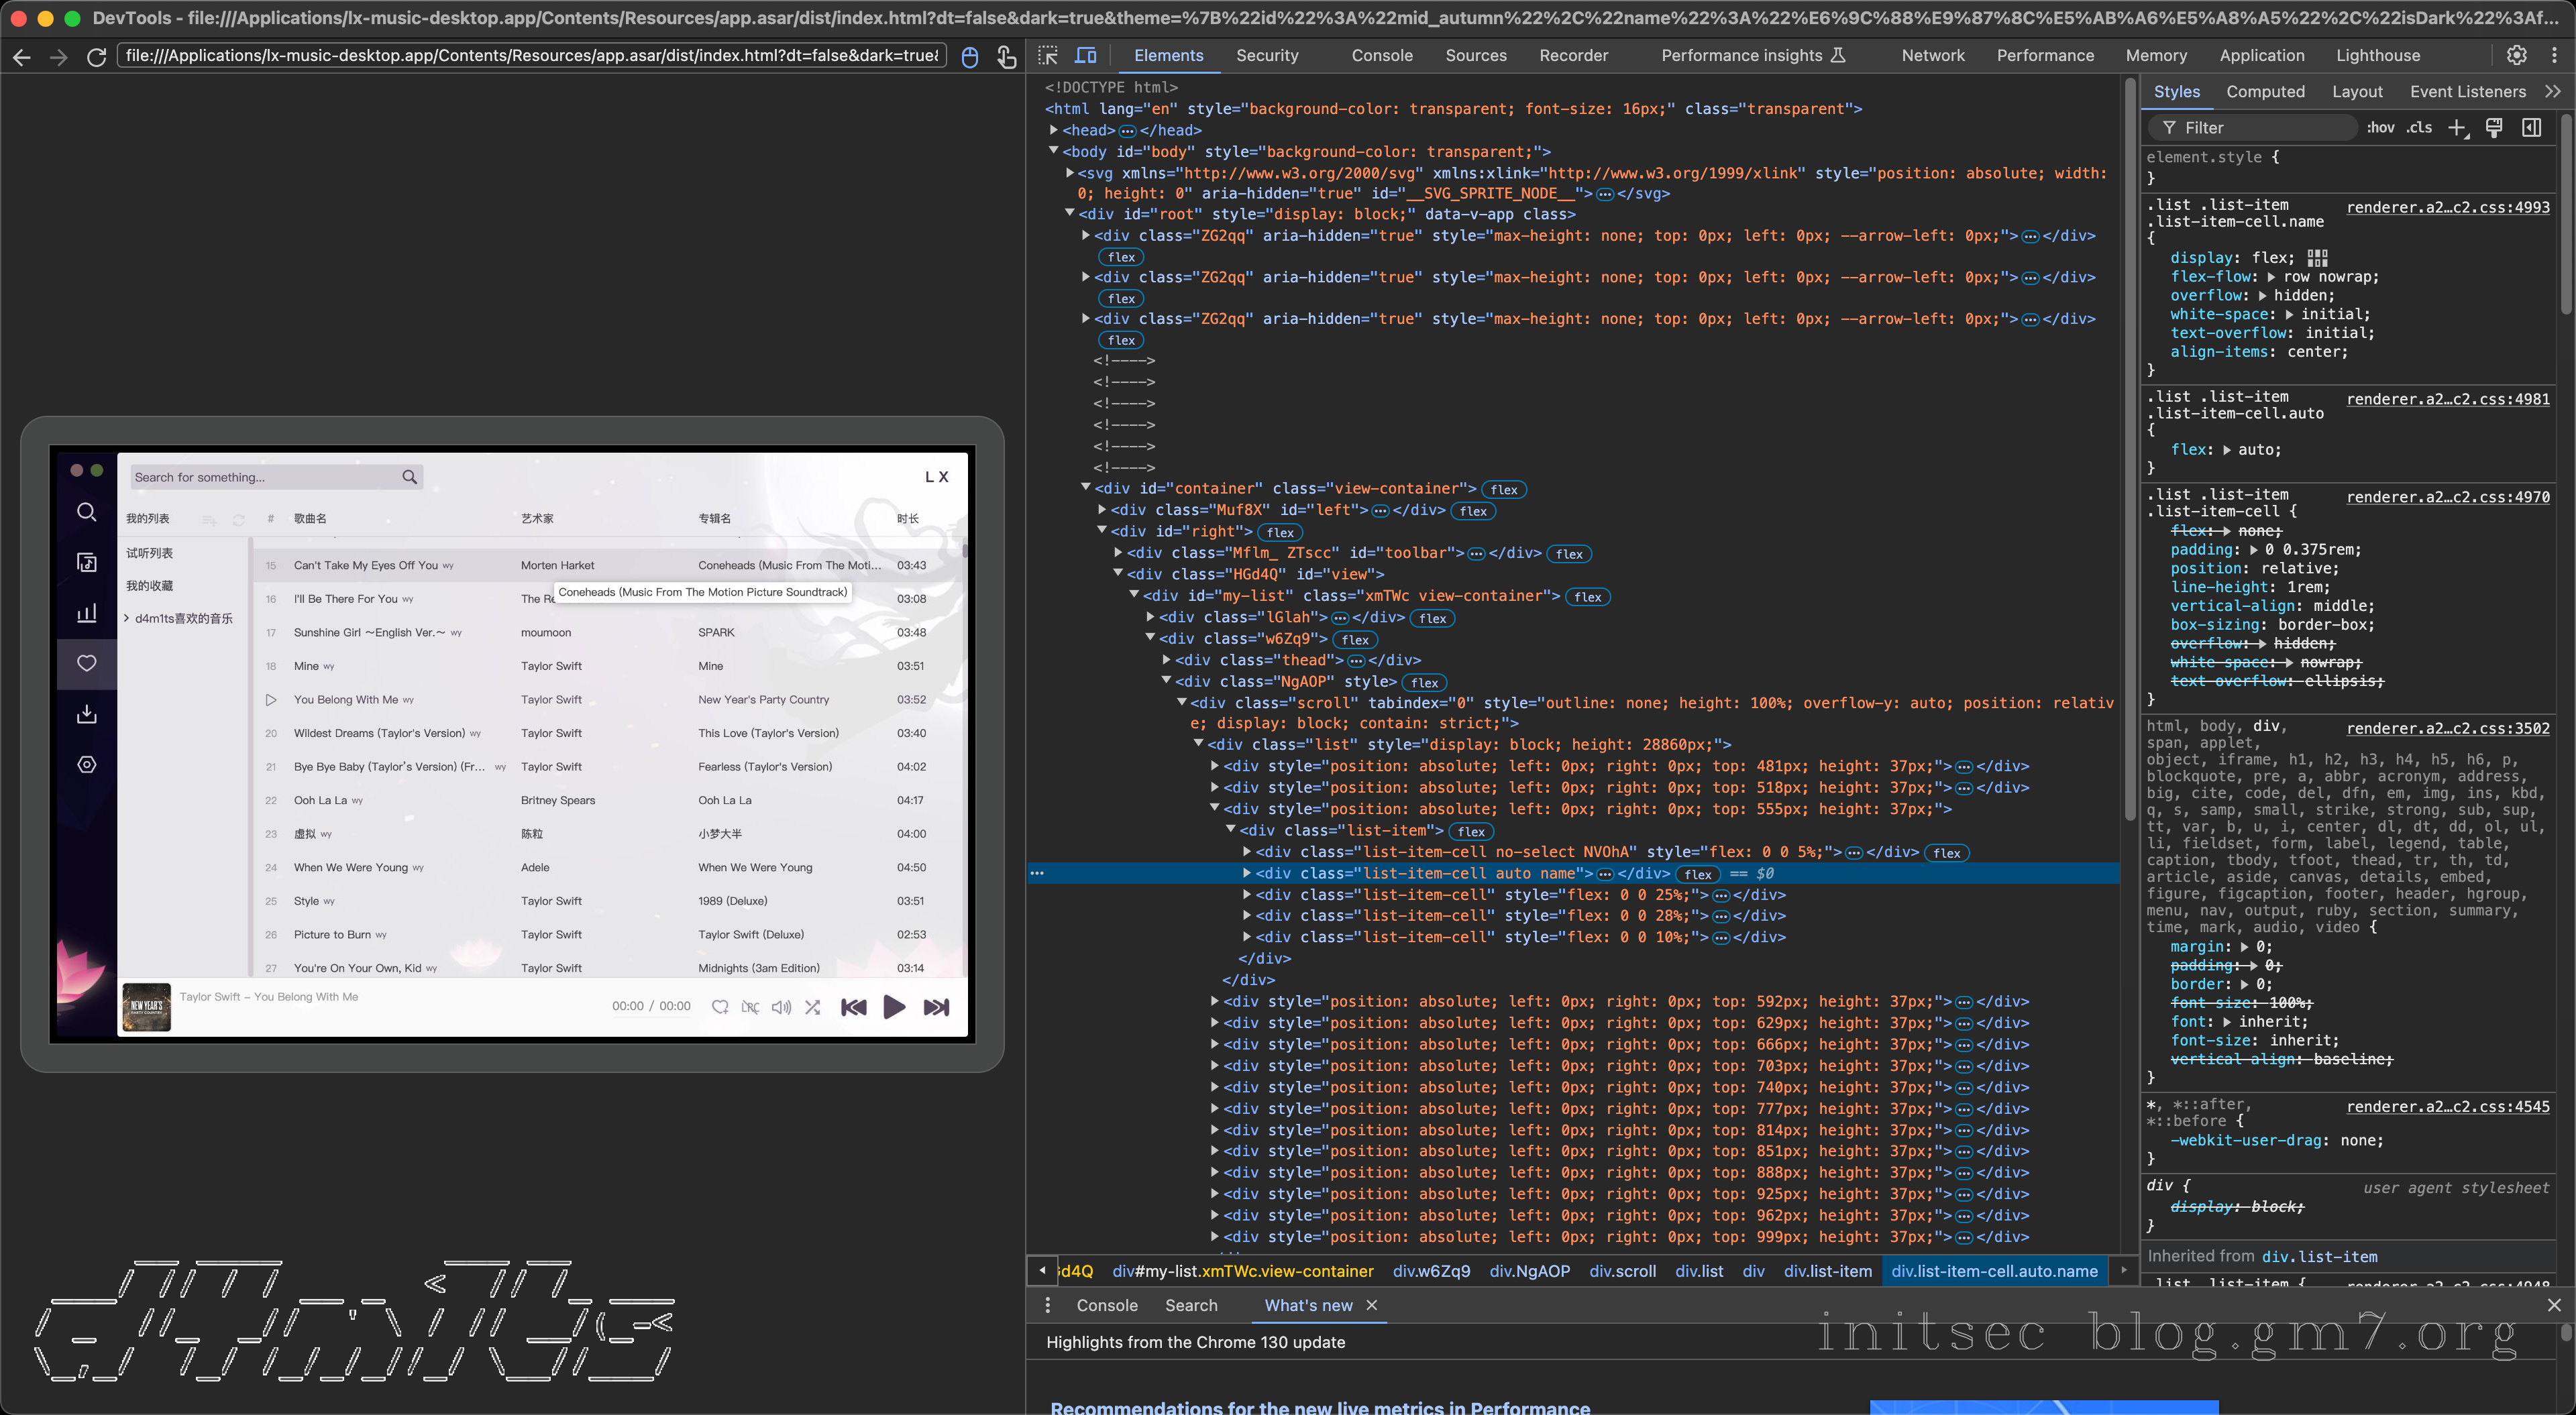 DevTools - file:///Applications/lx-music-desktop.app/Contents/Resources/app.asar/dist/index.html?dt=false&dark=true&theme=%7B%22id%22%3A%22mid_autumn%22%2C%22name%22%3A%22%E6%9C%88%E9%87%8C%E5%AB%A6%E5%A8%A5%22%2C%22isDark%22%3Af...
file:///Applications/lx-music-desktop.app/Contents/Resources/app.asar/dist/index.html?dt=false&dark=true&
Elements Security Console Sources Recorder Performance insights Network Performance Memory Application Lighthouse
Search for something...
L X
我的列表 # 歌曲名 艺术家 专辑名 时长
试听列表
我的收藏
d4m1ts喜欢的音乐
15 Can't Take My Eyes Off You wy Morten Harket Coneheads (Music From The Moti... 03:43
Coneheads (Music From The Motion Picture Soundtrack)
16 I'll Be There For You wy The Re 03:08
17 Sunshine Girl ～English Ver.～ wy moumoon SPARK 03:48
18 Mine wy Taylor Swift Mine 03:51
You Belong With Me wy Taylor Swift New Year's Party Country 03:52
20 Wildest Dreams (Taylor's Version) wy Taylor Swift This Love (Taylor's Version) 03:40
21 Bye Bye Baby (Taylor's Version) (Fr... wy Taylor Swift Fearless (Taylor's Version) 04:02
22 Ooh La La wy Britney Spears Ooh La La 04:17
23 虚拟 wy 陈粒 小梦大半 04:00
24 When We Were Young wy Adele When We Were Young 04:50
25 Style wy Taylor Swift 1989 (Deluxe) 03:51
26 Picture to Burn wy Taylor Swift Taylor Swift (Deluxe) 02:53
27 You're On Your Own, Kid wy Taylor Swift Midnights (3am Edition) 03:14
NEW YEAR'S
PARTY COUNTRY
Taylor Swift - You Belong With Me
00:00 / 00:00
LRC
<!DOCTYPE html>
<html lang="en" style="background-color: transparent; font-size: 16px;" class="transparent">
<head>…</head>
<body id="body" style="background-color: transparent;">
<svg xmlns="http://www.w3.org/2000/svg" xmlns:xlink="http://www.w3.org/1999/xlink" style="position: absolute; width:
0; height: 0" aria-hidden="true" id="__SVG_SPRITE_NODE__">…</svg>
<div id="root" style="display: block;" data-v-app class>
<div class="ZG2qq" aria-hidden="true" style="max-height: none; top: 0px; left: 0px; --arrow-left: 0px;">…</div>
flex
<div class="ZG2qq" aria-hidden="true" style="max-height: none; top: 0px; left: 0px; --arrow-left: 0px;">…</div>
flex
<div class="ZG2qq" aria-hidden="true" style="max-height: none; top: 0px; left: 0px; --arrow-left: 0px;">…</div>
flex
<!---->
<!---->
<!---->
<!---->
<!---->
<!---->
<div id="container" class="view-container"> flex
<div class="Muf8X" id="left">…</div> flex
<div id="right"> flex
<div class="Mflm_ ZTscc" id="toolbar">…</div> flex
<div class="HGd4Q" id="view">
<div id="my-list" class="xmTWc view-container"> flex
<div class="lGlah">…</div> flex
<div class="w6Zq9"> flex
<div class="thead">…</div>
<div class="NgAOP" style> flex
<div class="scroll" tabindex="0" style="outline: none; height: 100%; overflow-y: auto; position: relativ
e; display: block; contain: strict;">
<div class="list" style="display: block; height: 28860px;">
<div style="position: absolute; left: 0px; right: 0px; top: 481px; height: 37px;">…</div>
<div style="position: absolute; left: 0px; right: 0px; top: 518px; height: 37px;">…</div>
<div style="position: absolute; left: 0px; right: 0px; top: 555px; height: 37px;">
<div class="list-item"> flex
<div class="list-item-cell no-select NVOhA" style="flex: 0 0 5%;">…</div> flex
<div class="list-item-cell auto name">…</div> flex == $0
<div class="list-item-cell" style="flex: 0 0 25%;">…</div>
<div class="list-item-cell" style="flex: 0 0 28%;">…</div>
<div class="list-item-cell" style="flex: 0 0 10%;">…</div>
</div>
</div>
<div style="position: absolute; left: 0px; right: 0px; top: 592px; height: 37px;">…</div>
<div style="position: absolute; left: 0px; right: 0px; top: 629px; height: 37px;">…</div>
<div style="position: absolute; left: 0px; right: 0px; top: 666px; height: 37px;">…</div>
<div style="position: absolute; left: 0px; right: 0px; top: 703px; height: 37px;">…</div>
<div style="position: absolute; left: 0px; right: 0px; top: 740px; height: 37px;">…</div>
<div style="position: absolute; left: 0px; right: 0px; top: 777px; height: 37px;">…</div>
<div style="position: absolute; left: 0px; right: 0px; top: 814px; height: 37px;">…</div>
<div style="position: absolute; left: 0px; right: 0px; top: 851px; height: 37px;">…</div>
<div style="position: absolute; left: 0px; right: 0px; top: 888px; height: 37px;">…</div>
<div style="position: absolute; left: 0px; right: 0px; top: 925px; height: 37px;">…</div>
<div style="position: absolute; left: 0px; right: 0px; top: 962px; height: 37px;">…</div>
<div style="position: absolute; left: 0px; right: 0px; top: 999px; height: 37px;">…</div>
d4Q div#my-list.xmTWc.view-container div.w6Zq9 div.NgAOP div.scroll div.list div div.list-item div.list-item-cell.auto.name
Console Search What's new
Highlights from the Chrome 130 update
Recommendations for the new live metrics in Performance
initsec blog.gm7.org
Styles Computed Layout Event Listeners
Filter :hov .cls
element.style {
}
.list .list-item renderer.a2…c2.css:4993
.list-item-cell.name
{
display: flex;
flex-flow: row nowrap;
overflow: hidden;
white-space: initial;
text-overflow: initial;
align-items: center;
}
.list .list-item renderer.a2…c2.css:4981
.list-item-cell.auto
{
flex: auto;
}
.list .list-item renderer.a2…c2.css:4970
.list-item-cell {
flex: none;
padding: 0 0.375rem;
position: relative;
line-height: 1rem;
vertical-align: middle;
box-sizing: border-box;
overflow: hidden;
white-space: nowrap;
text-overflow: ellipsis;
}
html, body, div, renderer.a2…c2.css:3502
span, applet,
object, iframe, h1, h2, h3, h4, h5, h6, p,
blockquote, pre, a, abbr, acronym, address,
big, cite, code, del, dfn, em, img, ins, kbd,
q, s, samp, small, strike, strong, sub, sup,
tt, var, b, u, i, center, dl, dt, dd, ol, ul,
li, fieldset, form, label, legend, table,
caption, tbody, tfoot, thead, tr, th, td,
article, aside, canvas, details, embed,
figure, figcaption, footer, header, hgroup,
menu, nav, output, ruby, section, summary,
time, mark, audio, video {
margin: 0;
padding: 0;
border: 0;
font-size: 100%;
font: inherit;
font-size: inherit;
vertical-align: baseline;
}
*, *::after, renderer.a2…c2.css:4545
*::before {
-webkit-user-drag: none;
}
div { user agent stylesheet
display: block;
}
Inherited from div.list-item
.list .list-item { renderer.a2…c2.css:4948